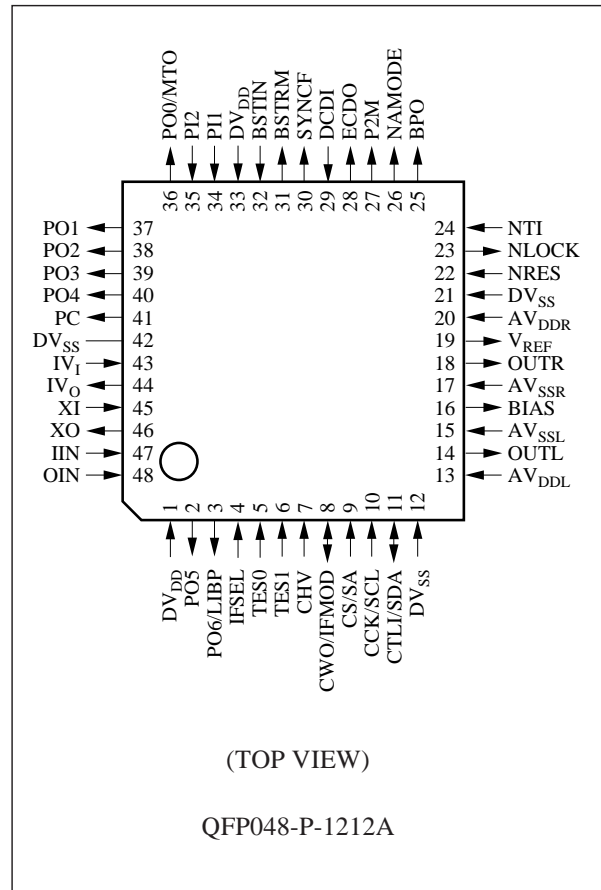 PO0/MTO
PI2
PI1
DVDD
BSTIN
BSTRM
SYNCF
DCDI
ECDO
P2M
NAMODE
BPO
36 35 34 33 32 31 30 29 28 27 26 25
PO1 37
PO2 38
PO3 39
PO4 40
PC 41
DVSS 42
IVI 43
IVO 44
XI 45
XO 46
IIN 47
OIN 48
24 NTI
23 NLOCK
22 NRES
21 DVSS
20 AVDDR
19 VREF
18 OUTR
17 AVSSR
16 BIAS
15 AVSSL
14 OUTL
13 AVDDL
1 2 3 4 5 6 7 8 9 10 11 12
DVDD
PO5
PO6/LIBP
IFSEL
TES0
TES1
CHV
CWO/IFMOD
CS/SA
CCK/SCL
CTLI/SDA
DVSS
(TOP VIEW)
QFP048-P-1212A